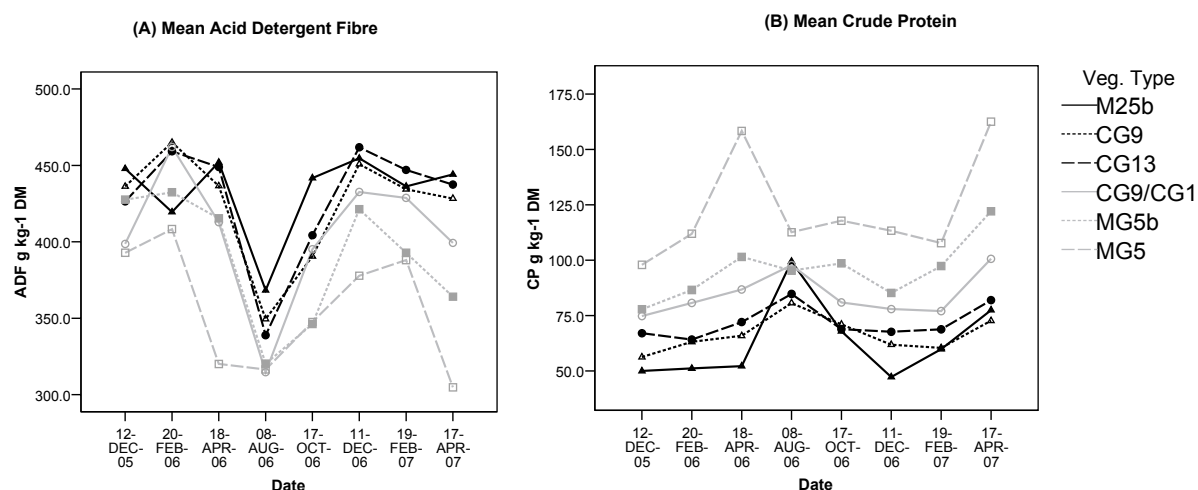 (A) Mean Acid Detergent Fibre
500.0
450.0
400.0
350.0
300.0
ADF g kg-1 DM
12-
DEC-
05
20-
FEB-
06
18-
APR-
06
08-
AUG-
06
17-
OCT-
06
11-
DEC-
06
19-
FEB-
07
17-
APR-
07
Date
(B) Mean Crude Protein
175.0
150.0
125.0
100.0
75.0
50.0
CP g kg-1 DM
12-
DEC-
05
20-
FEB-
06
18-
APR-
06
08-
AUG-
06
17-
OCT-
06
11-
DEC-
06
19-
FEB-
07
17-
APR-
07
Date
Veg. Type
M25b
CG9
CG13
CG9/CG1
MG5b
MG5